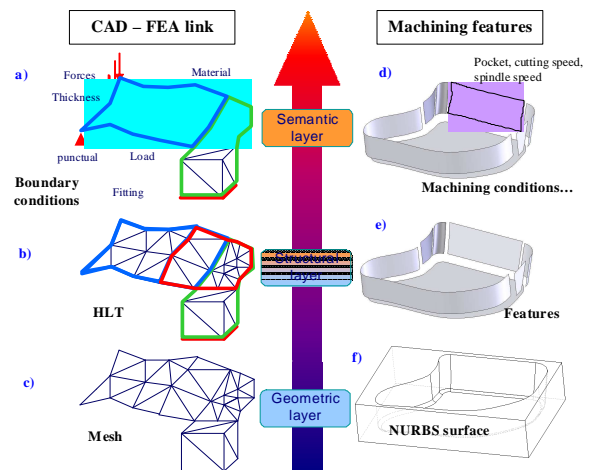 CAD – FEA link
Machining features
a)
Forces
Material
Thickness
punctual
Load
Boundary
conditions
Fitting
Semantic
layer
d)
Pocket, cutting speed,
spindle speed
Machining conditions…
b)
HLT
Structural
layer
e)
Features
c)
Mesh
Geometric
layer
f)
NURBS surface